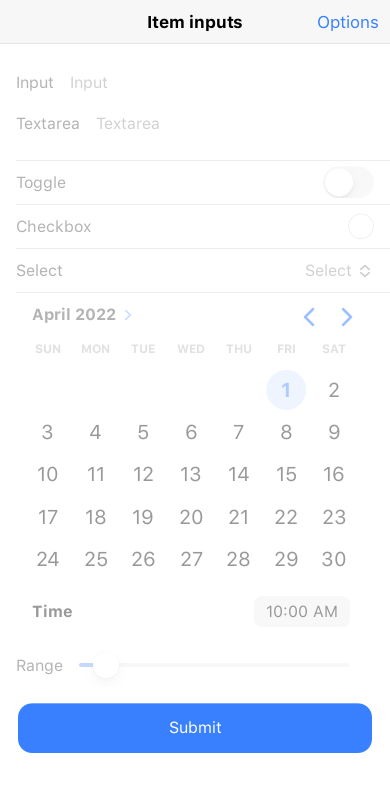 Item inputs Options
Input Input
Textarea Textarea
Toggle
Checkbox
Select Select
April 2022
SUN MON TUE WED THU FRI SAT
1 2
3 4 5 6 7 8 9
10 11 12 13 14 15 16
17 18 19 20 21 22 23
24 25 26 27 28 29 30
Time 10:00 AM
Range
Submit